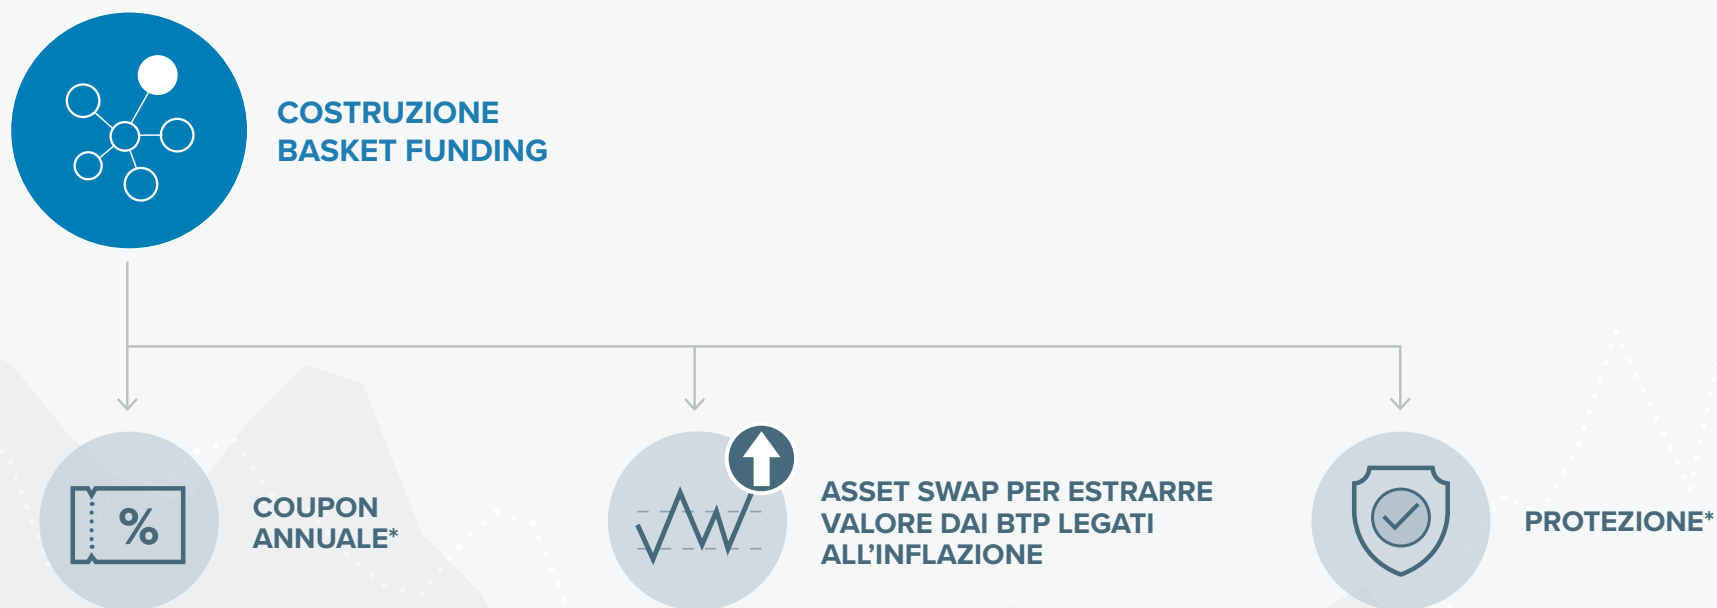 COSTRUZIONE
BASKET FUNDING
%
COUPON
ANNUALE*
ASSET SWAP PER ESTRARRE
VALORE DAI BTP LEGATI
ALL’INFLAZIONE
PROTEZIONE*